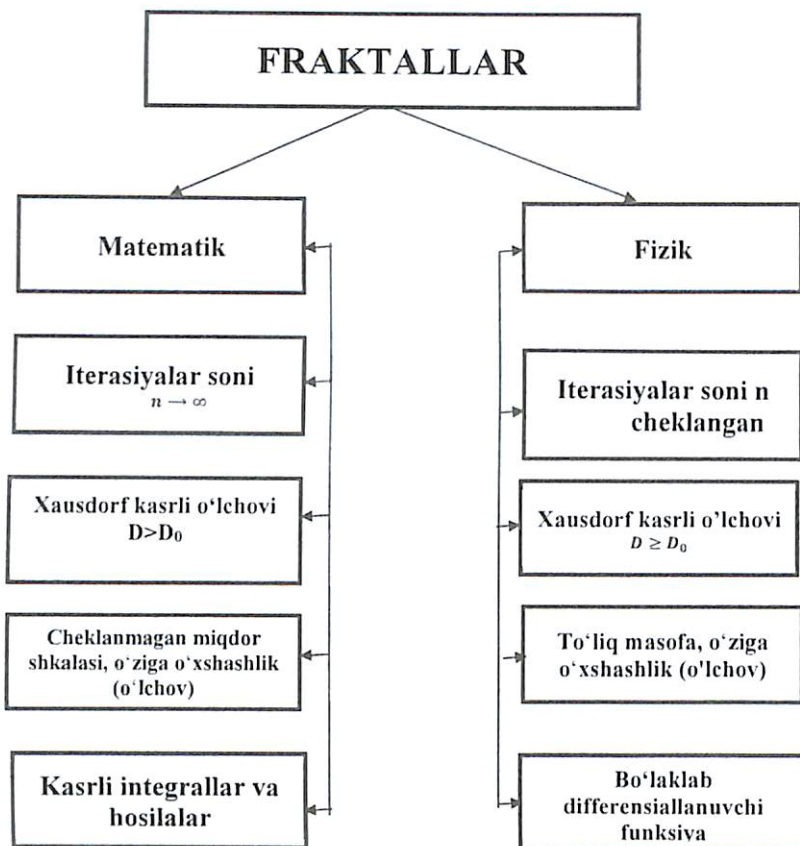 FRAKTALLAR
Matematik
Fizik
Iterasiyalar soni
n → ∞
Iterasiyalar soni n
cheklangan
Xausdorf kasrli o‘lchovi
D>D₀
Xausdorf kasrli o’lchovi
D ≥ D₀
Cheklanmagan miqdor
shkalasi, o‘ziga o‘xshashlik
(o‘lchov)
To‘liq masofa, o‘ziga
o‘xshashlik (o'lchov)
Kasrli integrallar va
hosilalar
Bo‘laklab
differensiallanuvchi
funksiya